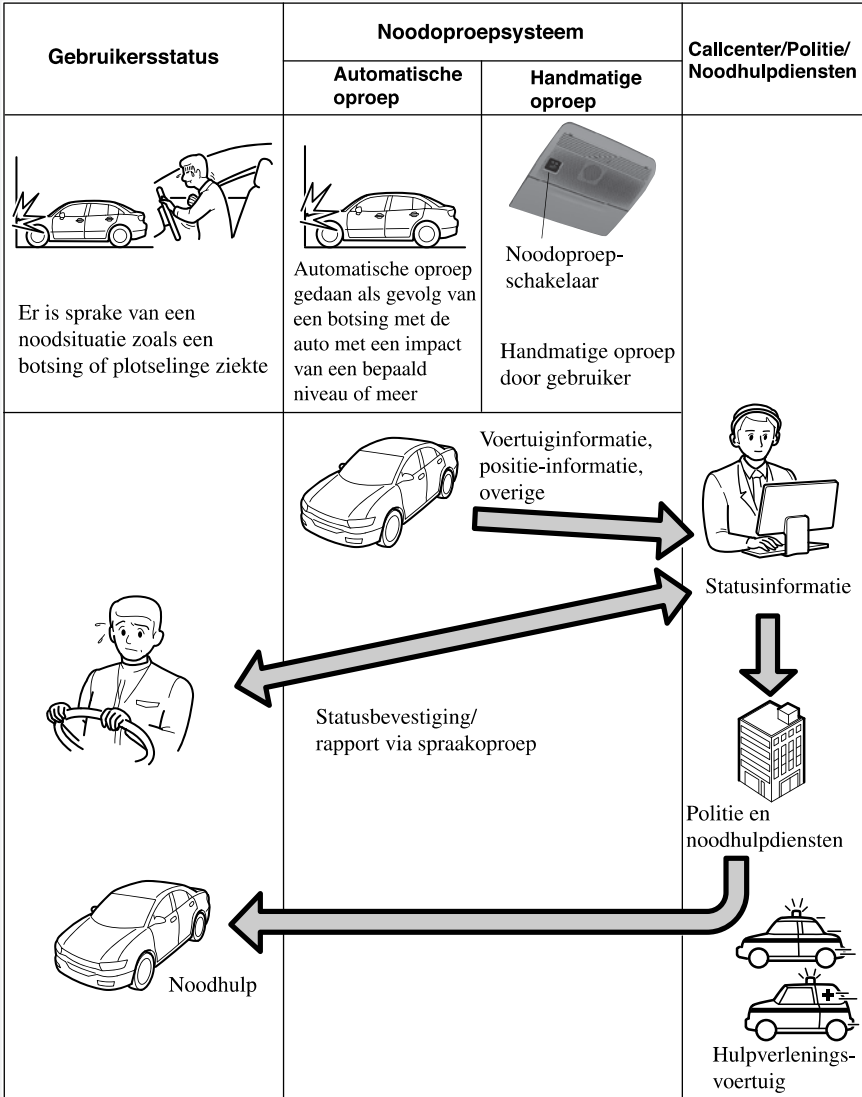 Gebruikersstatus
Noodoproepsysteem
Callcenter/Politie/
Noodhulpdiensten
Automatische
oproep
Handmatige
oproep
Er is sprake van een
noodsituatie zoals een
botsing of plotselinge ziekte
Automatische oproep
gedaan als gevolg van
een botsing met de
auto met een impact
van een bepaald
niveau of meer
Noodoproep-
schakelaar
Handmatige oproep
door gebruiker
Voertuiginformatie,
positie-informatie,
overige
Statusinformatie
Statusbevestiging/
rapport via spraakoproep
Politie en
noodhulpdiensten
Noodhulp
Hulpverlenings-
voertuig